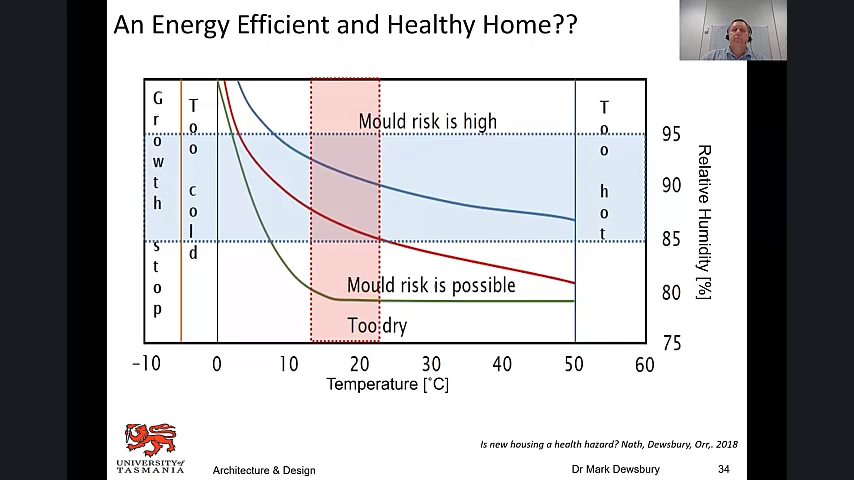 An Energy Efficient and Healthy Home??
Growth stop
Too cold
Mould risk is high
Too hot
Mould risk is possible
Too dry
95
90
85
80
75
Relative Humidity [%]
-10 0 10 20 30 40 50 60
Temperature [˚C]
Is new housing a health hazard? Nath, Dewsbury, Orr,. 2018
UNIVERSITY of
TASMANIA
Architecture & Design
Dr Mark Dewsbury
34